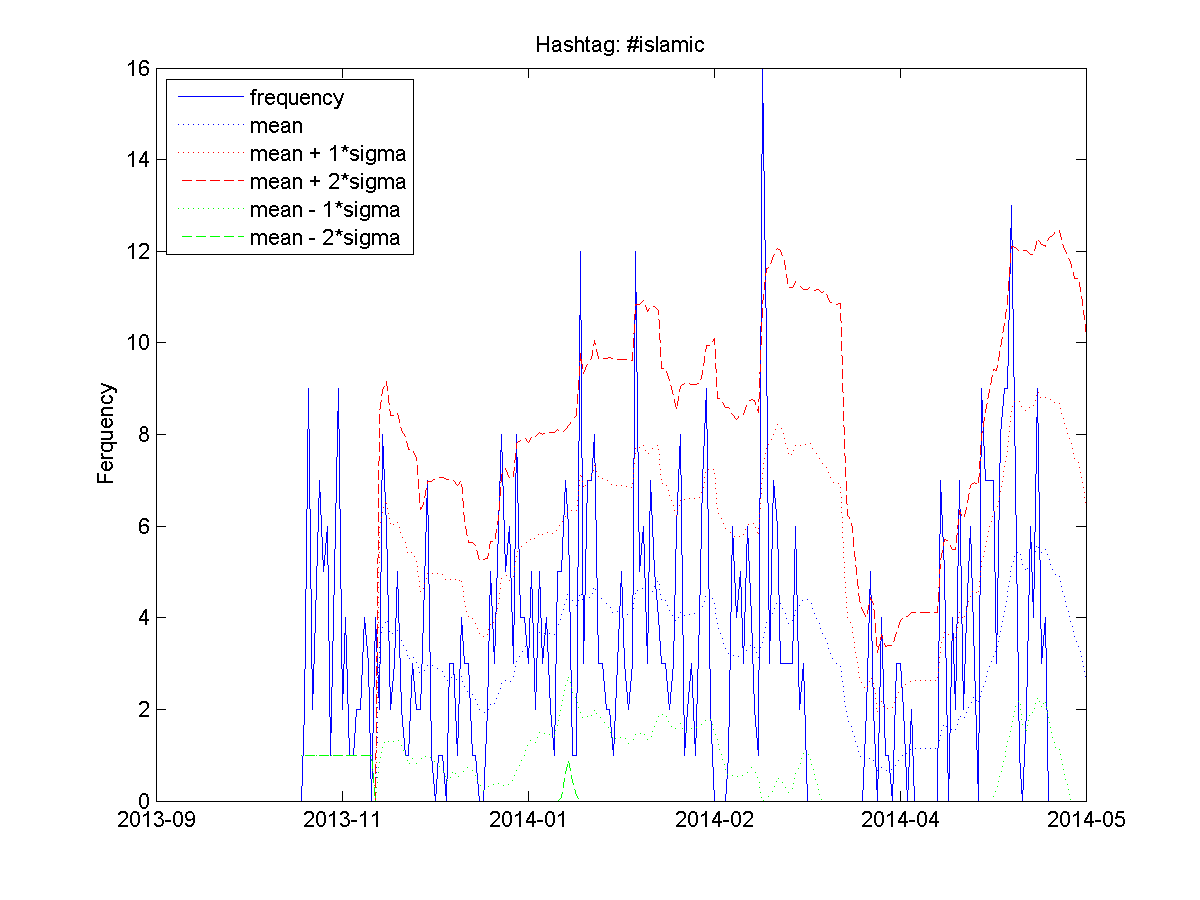 Hashtag: #islamic
16
14
12
10
8
6
4
2
0
Ferquency
frequency
mean
mean + 1*sigma
mean + 2*sigma
mean - 1*sigma
mean - 2*sigma
2013-09 2013-11 2014-01 2014-02 2014-04 2014-05